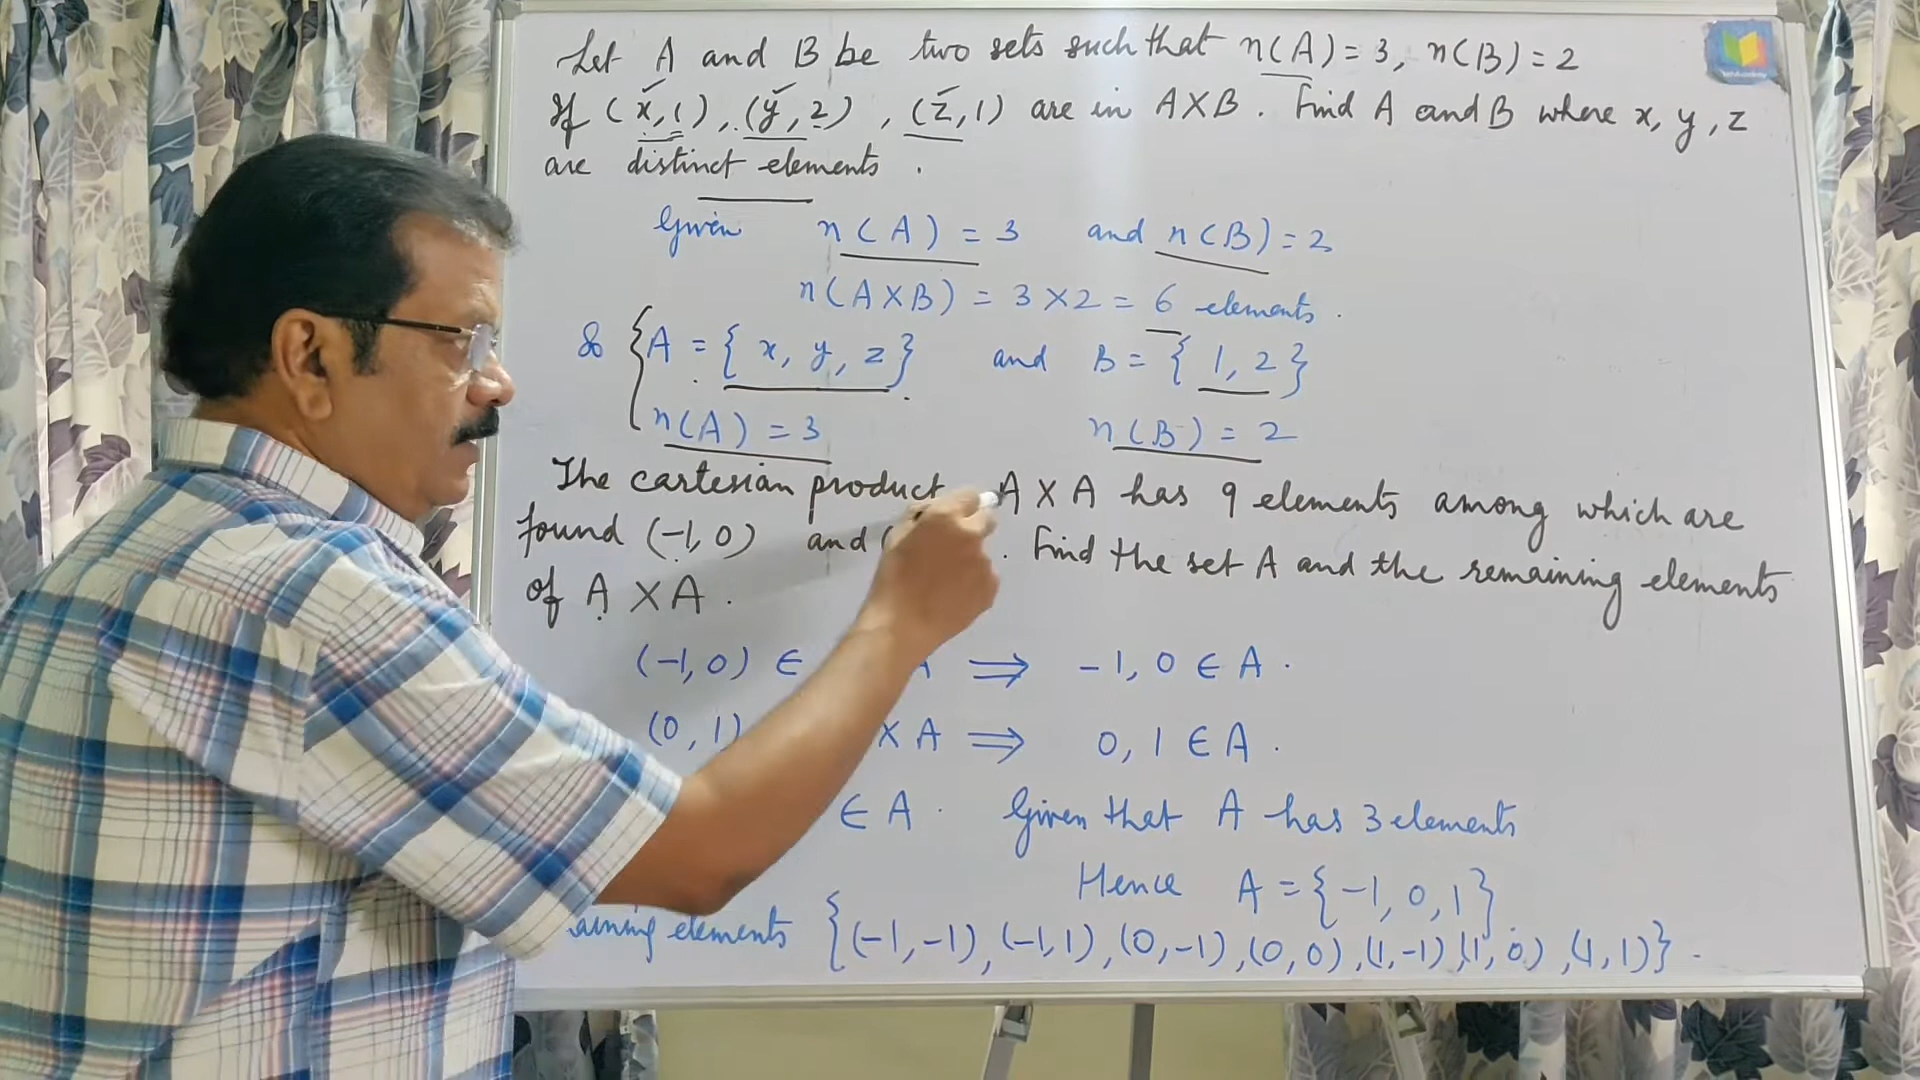 Let A and B be two sets such that n(A) = 3, n(B) = 2
If (x, 1), (y, 2), (z, 1) are in A X B. Find A and B where x, y, z
are distinct elements.
Given n(A) = 3 and n(B) = 2
n(A X B) = 3 X 2 = 6 elements.
So A = { x, y, z } and B = { 1, 2 }
n(A) = 3 n(B) = 2
The cartesian product A X A has 9 elements among which are
found (-1, 0) and ( . Find the set A and the remaining elements
of A X A.
(-1, 0) ∈ A ⇒ -1, 0 ∈ A.
(0, 1) X A ⇒ 0, 1 ∈ A.
∈ A. Given that A has 3 elements
Hence A = {-1, 0, 1}
aining elements {(-1, -1), (-1, 1), (0, -1), (0, 0), (1, -1), (1, 0), (1, 1)}.